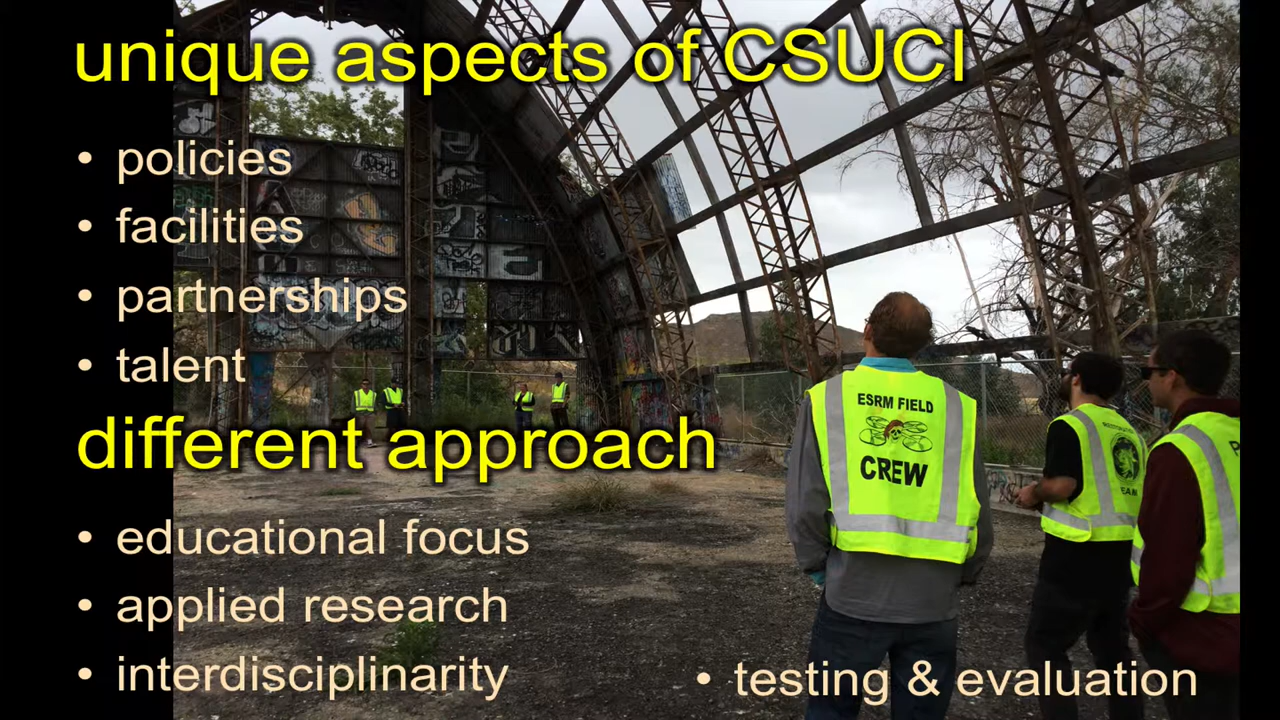 unique aspects of CSUCI
• policies
• facilities
• partnerships
• talent
different approach
• educational focus
• applied research
• interdisciplinarity
• testing & evaluation
ESRM FIELD
CREW